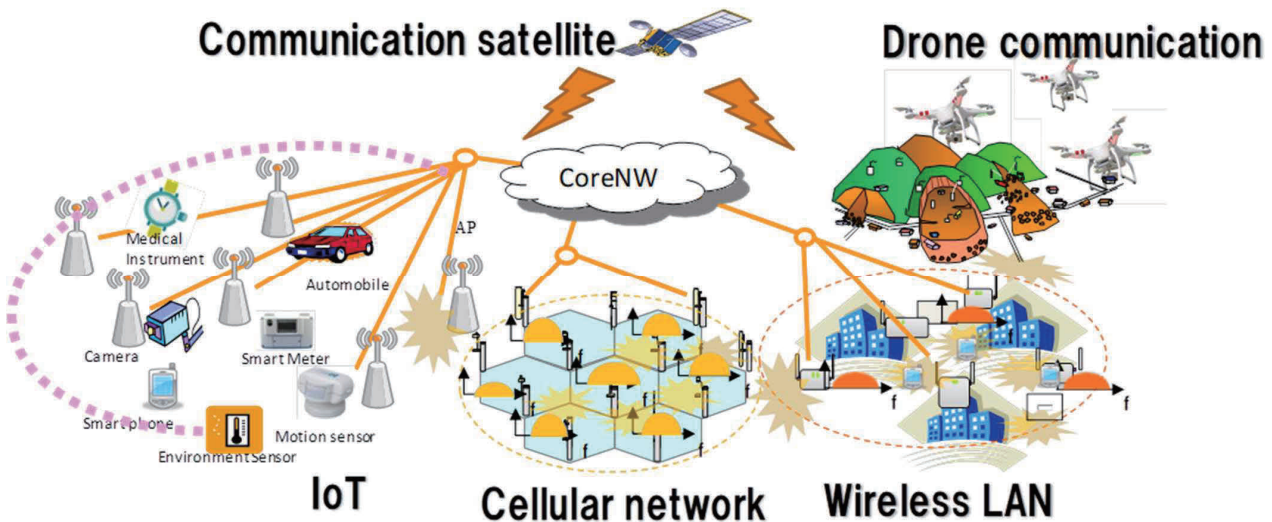 Communication satellite
Drone communication
CoreNW
AP
Medical
Instrument
Automobile
Camera
Smart Meter
Smartphone
Motion sensor
Environment Sensor
f
f
f
f
f
f
f
f
f
IoT
Cellular network
Wireless LAN